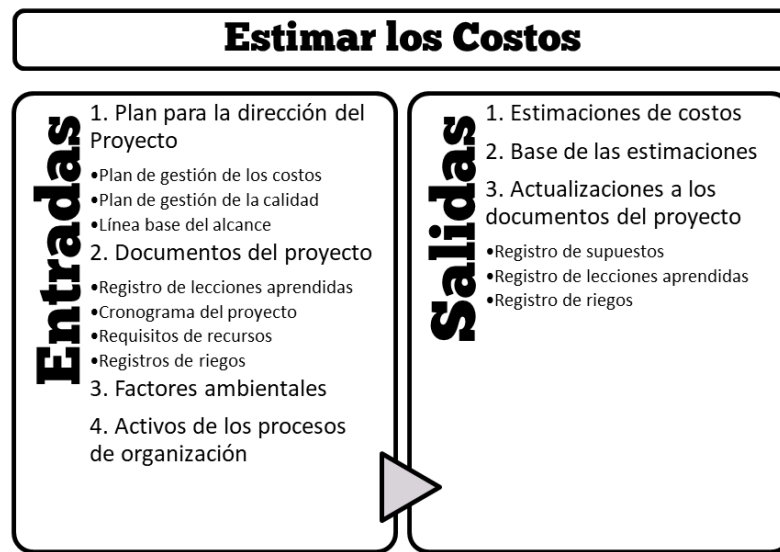 Estimar los Costos
Entradas
1. Plan para la dirección del
Proyecto
•Plan de gestión de los costos
•Plan de gestión de la calidad
•Línea base del alcance
2. Documentos del proyecto
•Registro de lecciones aprendidas
•Cronograma del proyecto
•Requisitos de recursos
•Registros de riegos
3. Factores ambientales
4. Activos de los procesos
de organización
Salidas
1. Estimaciones de costos
2. Base de las estimaciones
3. Actualizaciones a los
documentos del proyecto
•Registro de supuestos
•Registro de lecciones aprendidas
•Registro de riegos